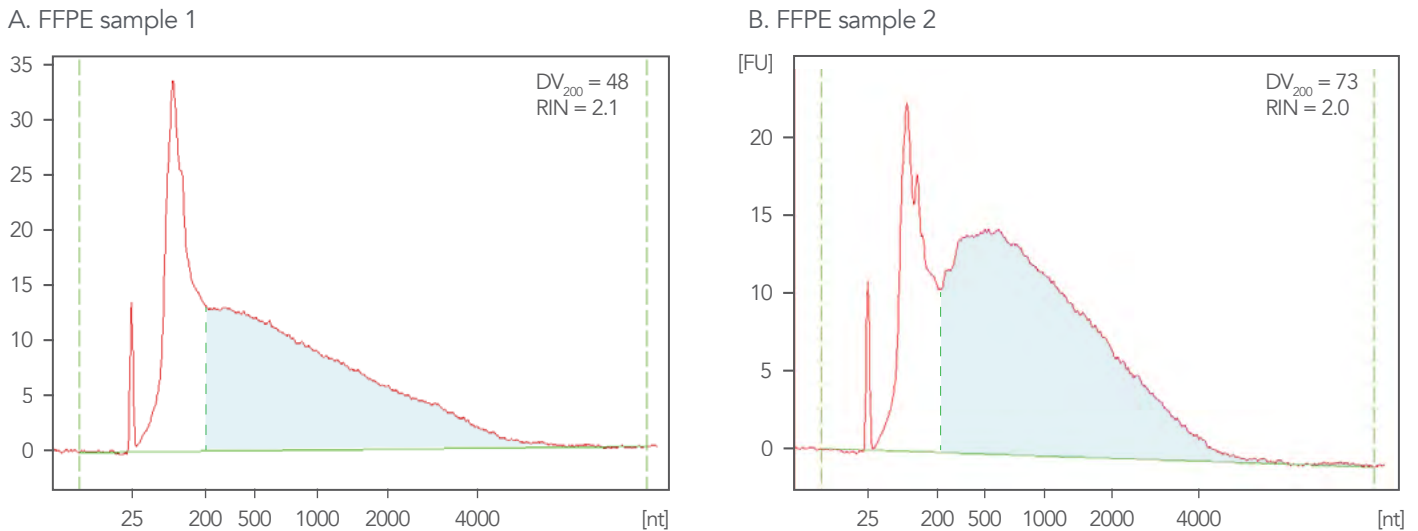 A. FFPE sample 1
DV200 = 48
RIN = 2.1
35
30
25
20
15
10
5
0
25 200 500 1000 2000 4000 [nt]
B. FFPE sample 2
[FU]
DV200 = 73
RIN = 2.0
20
15
10
5
0
25 200 500 1000 2000 4000 [nt]